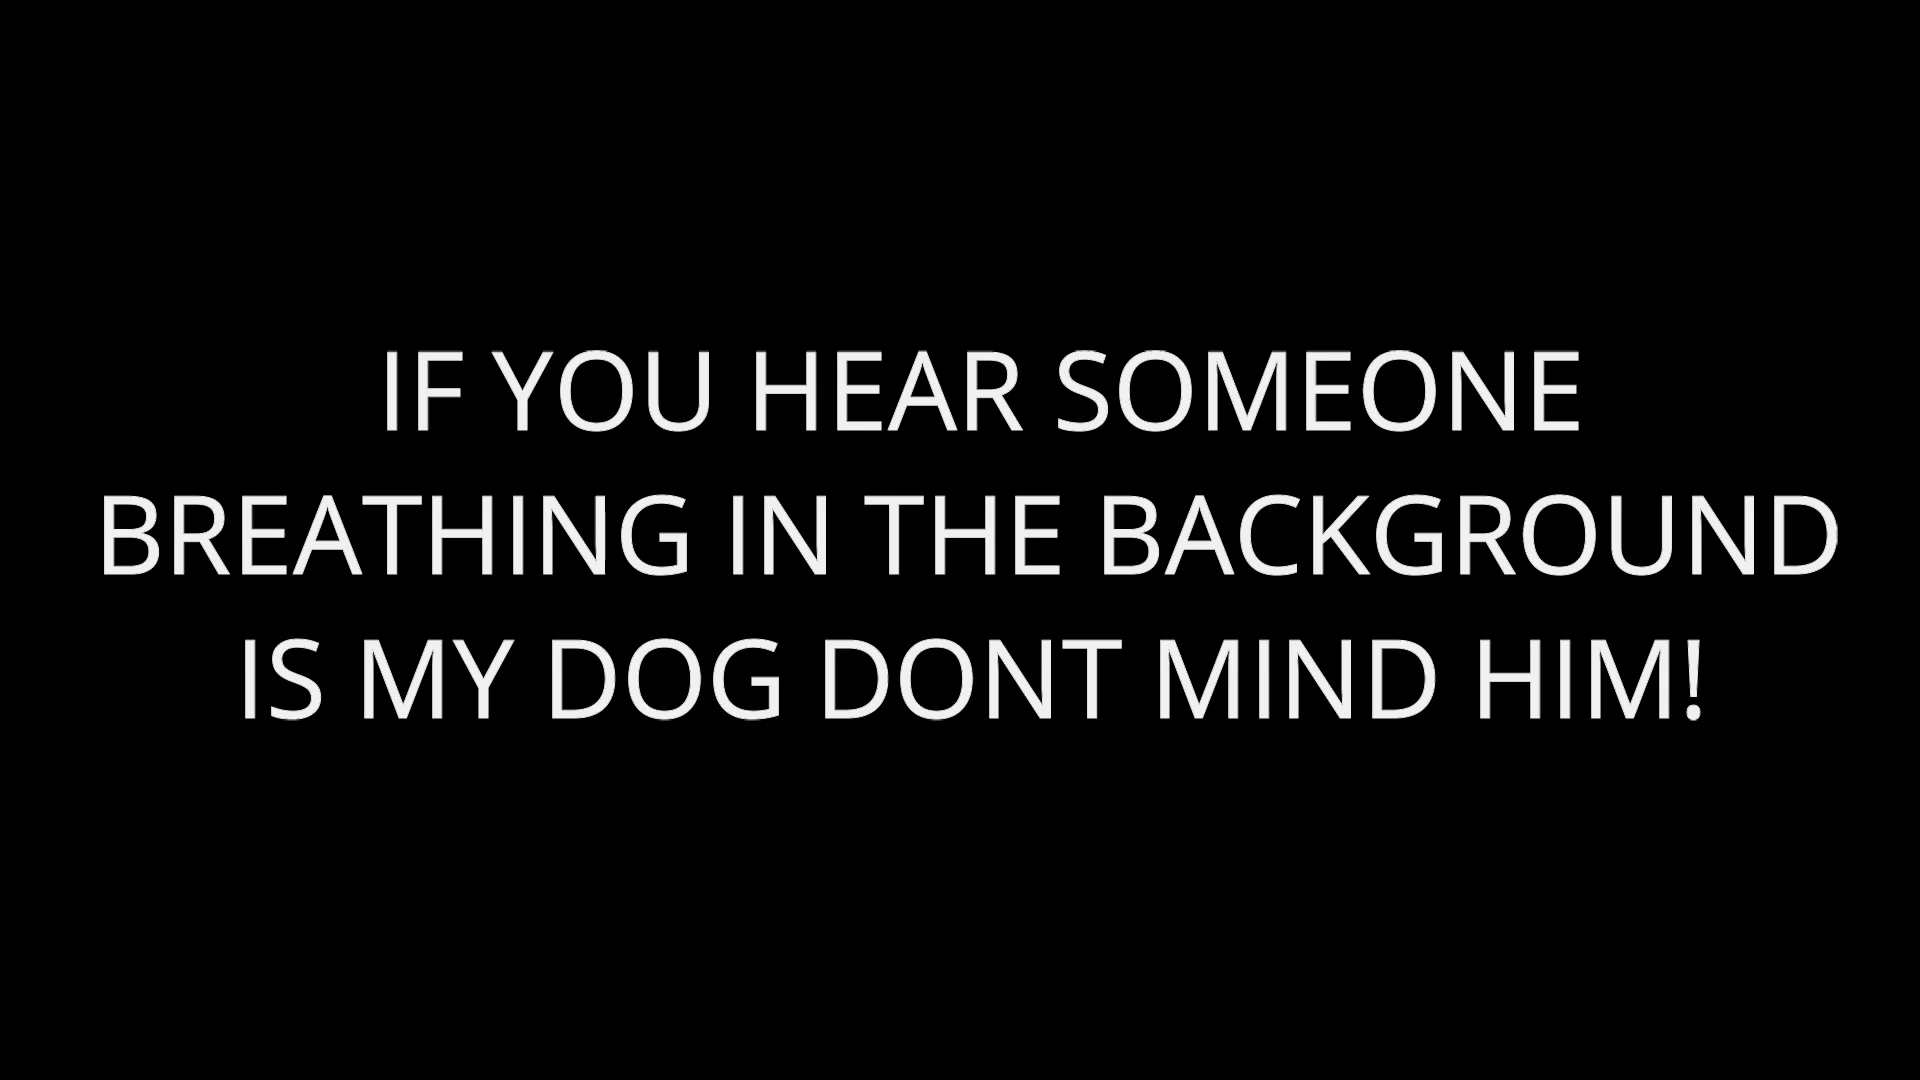 IF YOU HEAR SOMEONE
BREATHING IN THE BACKGROUND
IS MY DOG DONT MIND HIM!